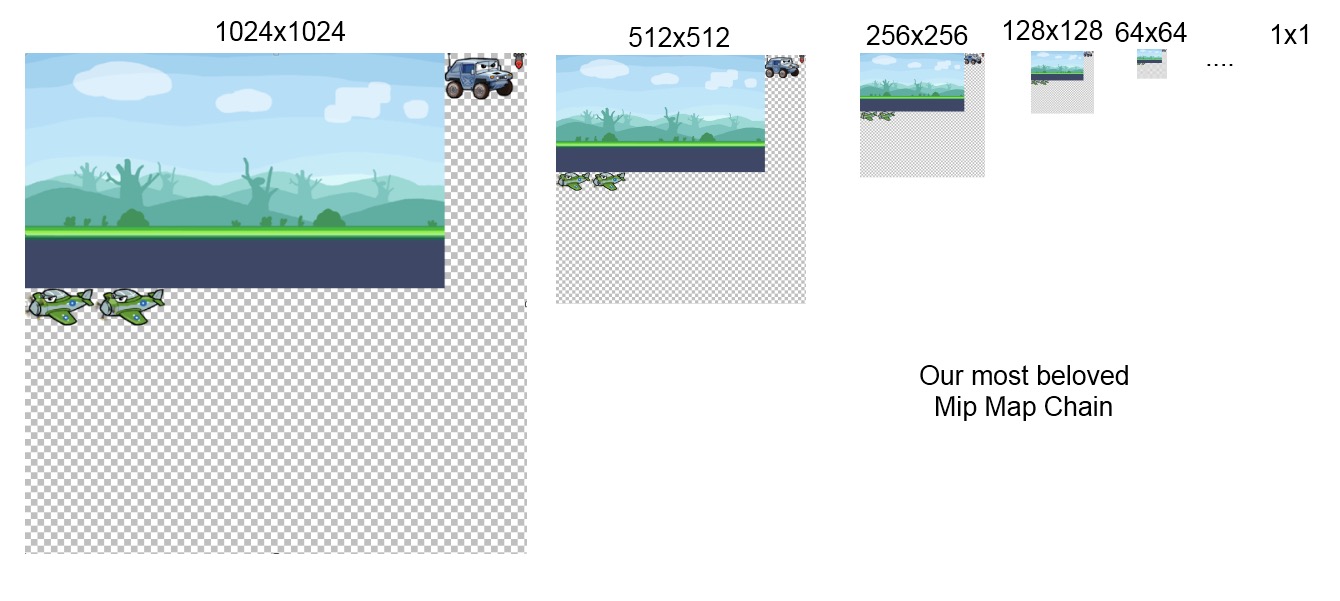 1024x1024
512x512
256x256
128x128
64x64
....
1x1
Our most beloved
Mip Map Chain